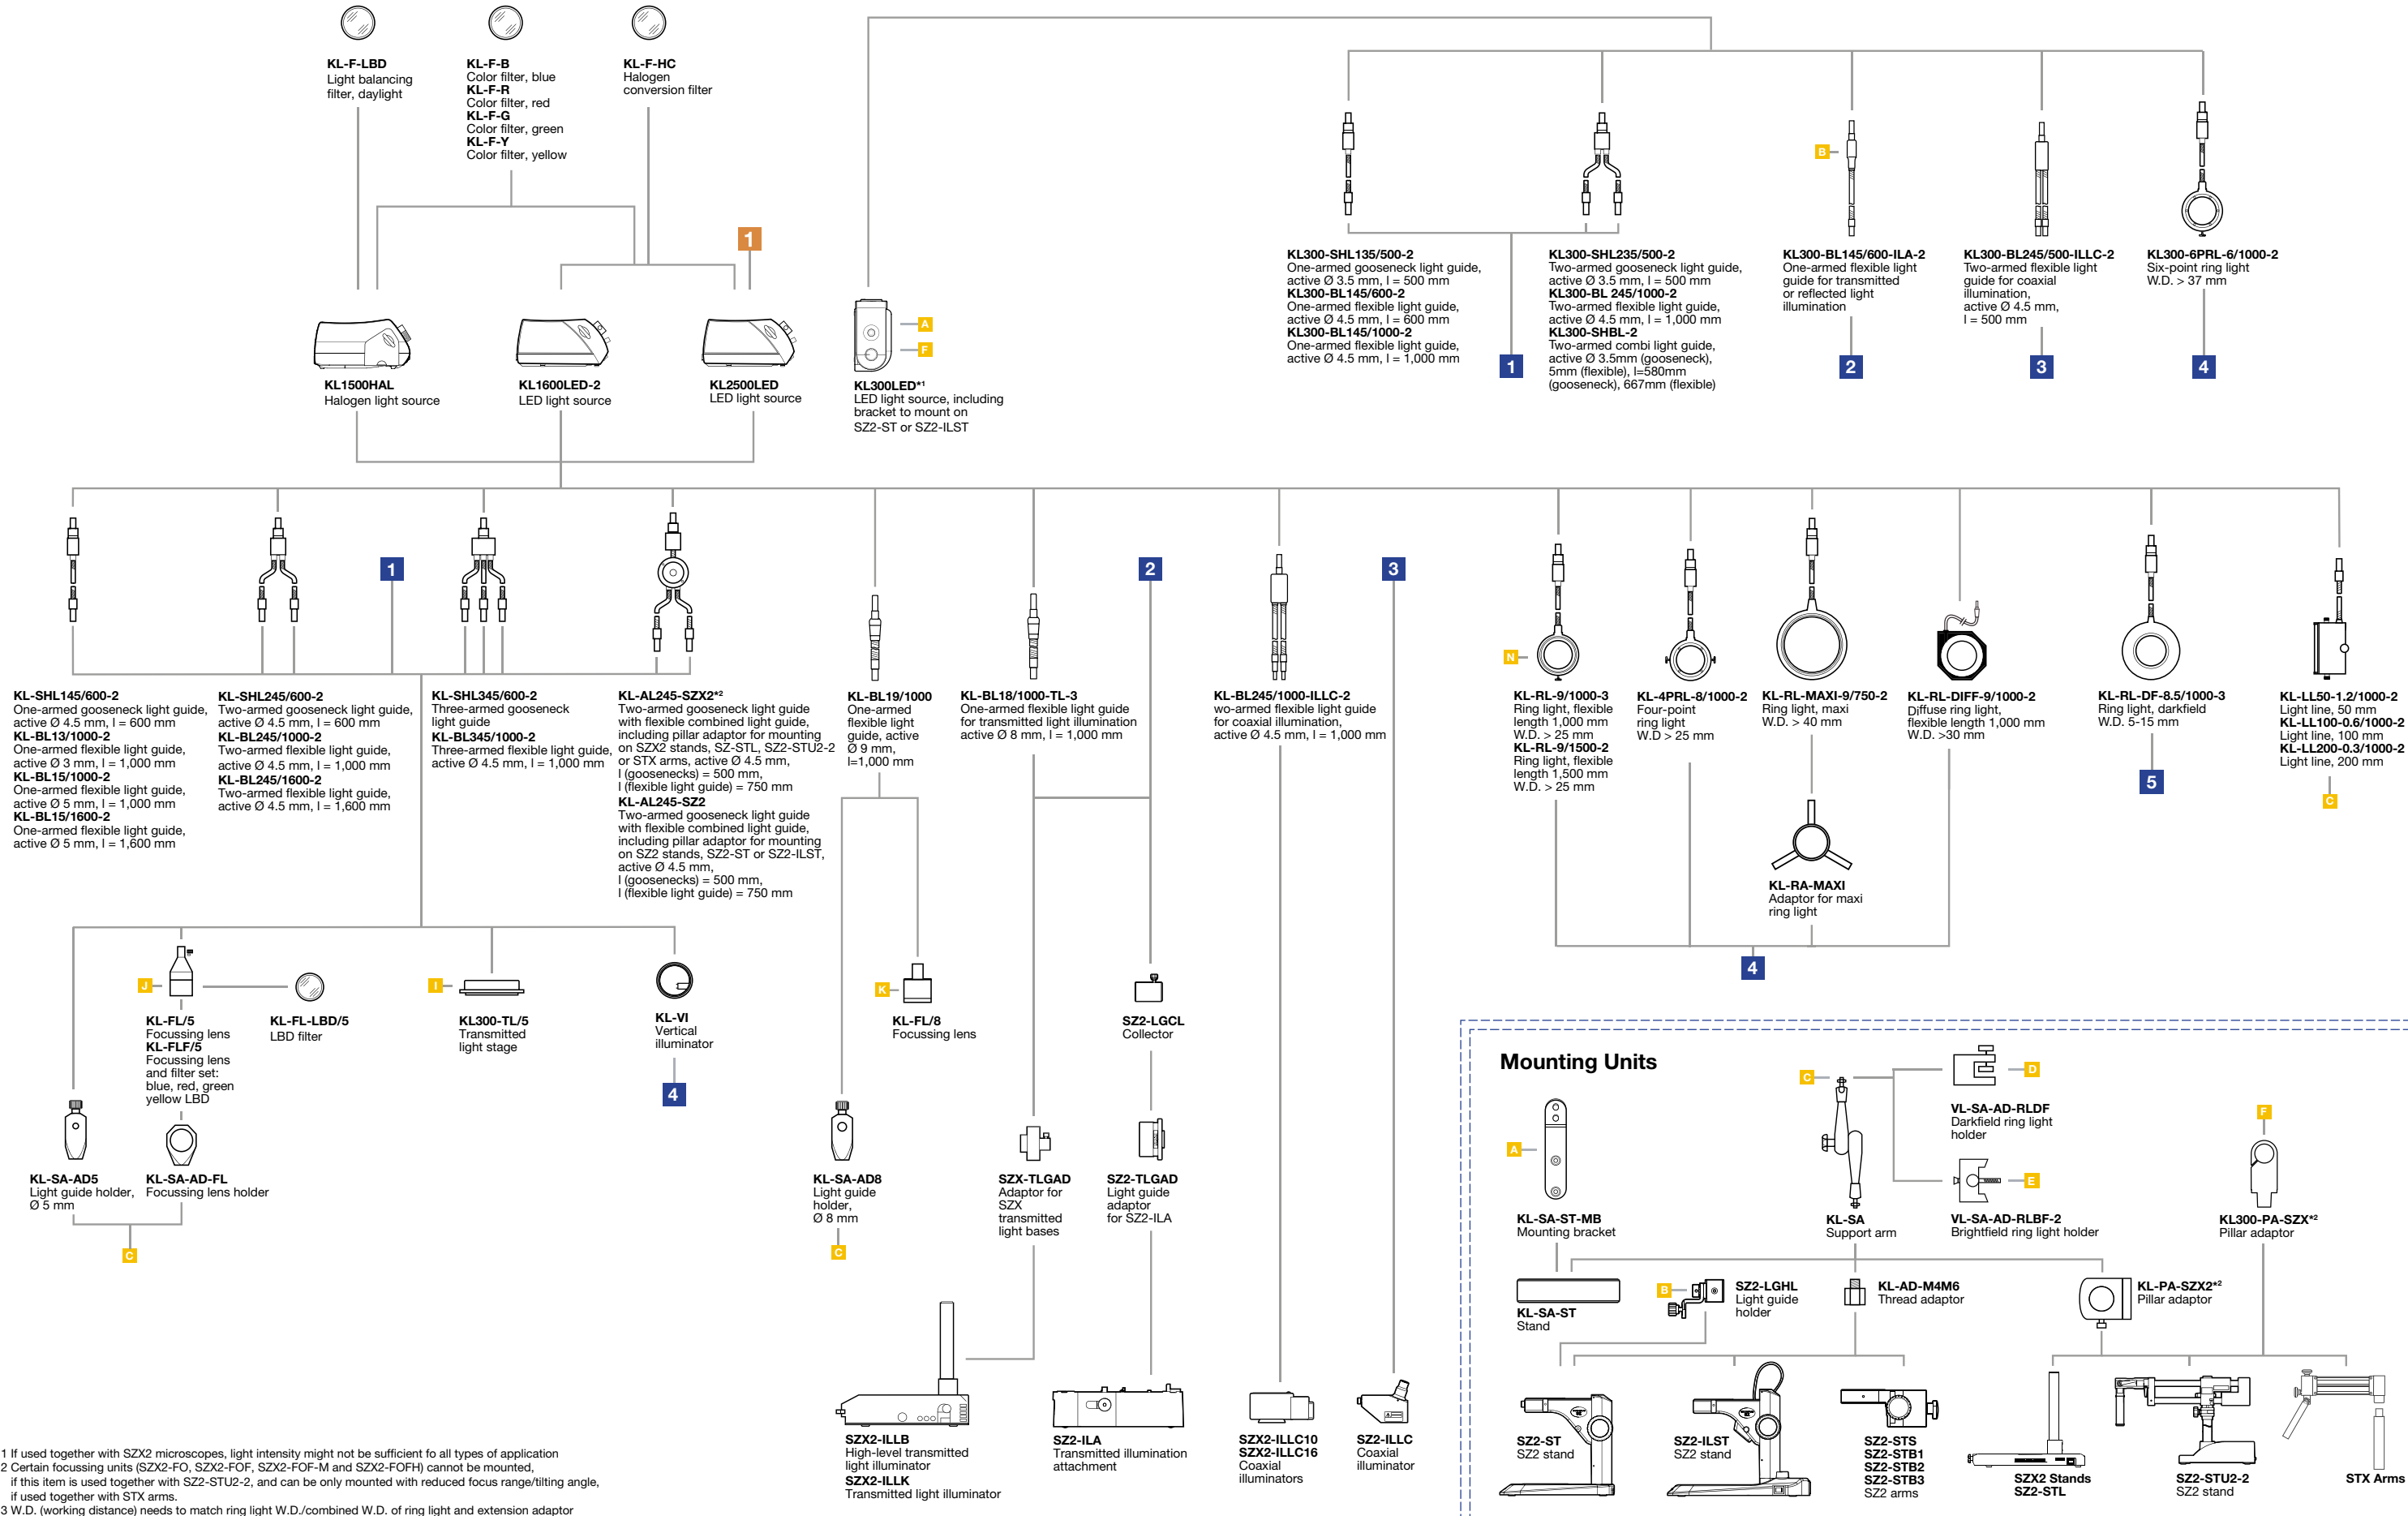 KL-F-LBD
Light balancing
filter, daylight
KL-F-B
Color filter, blue
KL-F-R
Color filter, red
KL-F-G
Color filter, green
KL-F-Y
Color filter, yellow
KL-F-HC
Halogen
conversion filter
1
KL1500HAL
Halogen light source
KL1600LED-2
LED light source
KL2500LED
LED light source
A
F
KL300LED*1
LED light source, including
bracket to mount on
SZ2-ST or SZ2-ILST
KL300-SHL135/500-2
One-armed gooseneck light guide,
active Ø 3.5 mm, l = 500 mm
KL300-BL145/600-2
One-armed flexible light guide,
active Ø 4.5 mm, l = 600 mm
KL300-BL145/1000-2
One-armed flexible light guide,
active Ø 4.5 mm, l = 1,000 mm
1
KL300-SHL235/500-2
Two-armed gooseneck light guide,
active Ø 3.5 mm, l = 500 mm
KL300-BL 245/1000-2
Two-armed flexible light guide,
active Ø 4.5 mm, l = 1,000 mm
KL300-SHBL-2
Two-armed combi light guide,
active Ø 3.5mm (gooseneck),
5mm (flexible), l=580mm
(gooseneck), 667mm (flexible)
B
KL300-BL145/600-ILA-2
One-armed flexible light
guide for transmitted
or reflected light
illumination
2
KL300-BL245/500-ILLC-2
Two-armed flexible light
guide for coaxial
illumination,
active Ø 4.5 mm,
l = 500 mm
3
KL300-6PRL-6/1000-2
Six-point ring light
W.D. > 37 mm
4
1
2
3
KL-SHL145/600-2
One-armed gooseneck light guide,
active Ø 4.5 mm, l = 600 mm
KL-BL13/1000-2
One-armed flexible light guide,
active Ø 3 mm, l = 1,000 mm
KL-BL15/1000-2
One-armed flexible light guide,
active Ø 5 mm, l = 1,000 mm
KL-BL15/1600-2
One-armed flexible light guide,
active Ø 5 mm, l = 1,600 mm
KL-SHL245/600-2
Two-armed gooseneck light guide,
active Ø 4.5 mm, l = 600 mm
KL-BL245/1000-2
Two-armed flexible light guide,
active Ø 4.5 mm, l = 1,000 mm
KL-BL245/1600-2
Two-armed flexible light guide,
active Ø 4.5 mm, l = 1,600 mm
KL-SHL345/600-2
Three-armed gooseneck
light guide
KL-BL345/1000-2
Three-armed flexible light guide,
active Ø 4.5 mm, l = 1,000 mm
KL-AL245-SZX2*2
Two-armed gooseneck light guide
with flexible combined light guide,
including pillar adaptor for mounting
on SZX2 stands, SZ-STL, SZ2-STU2-2
or STX arms, active Ø 4.5 mm,
l (goosenecks) = 500 mm,
l (flexible light guide) = 750 mm
KL-AL245-SZ2
Two-armed gooseneck light guide
with flexible combined light guide,
including pillar adaptor for mounting
on SZ2 stands, SZ2-ST or SZ2-ILST,
active Ø 4.5 mm,
l (goosenecks) = 500 mm,
l (flexible light guide) = 750 mm
KL-BL19/1000
One-armed
flexible light
guide, active
Ø 9 mm,
l=1,000 mm
KL-BL18/1000-TL-3
One-armed flexible light guide
for transmitted light illumination
active Ø 8 mm, l = 1,000 mm
KL-BL245/1000-ILLC-2
wo-armed flexible light guide
for coaxial illumination,
active Ø 4.5 mm, l = 1,000 mm
N
KL-RL-9/1000-3
Ring light, flexible
length 1,000 mm
W.D. > 25 mm
KL-RL-9/1500-2
Ring light, flexible
length 1,500 mm
W.D. > 25 mm
KL-4PRL-8/1000-2
Four-point
ring light
W.D > 25 mm
KL-RL-MAXI-9/750-2
Ring light, maxi
W.D. > 40 mm
KL-RL-DIFF-9/1000-2
Diffuse ring light,
flexible length 1,000 mm
W.D. >30 mm
KL-RL-DF-8.5/1000-3
Ring light, darkfield
W.D. 5-15 mm
5
KL-LL50-1.2/1000-2
Light line, 50 mm
KL-LL100-0.6/1000-2
Light line, 100 mm
KL-LL200-0.3/1000-2
Light line, 200 mm
C
KL-RA-MAXI
Adaptor for maxi
ring light
4
J
KL-FL/5
Focussing lens
KL-FLF/5
Focussing lens
and filter set:
blue, red, green
yellow LBD
KL-FL-LBD/5
LBD filter
I
KL300-TL/5
Transmitted
light stage
KL-VI
Vertical
illuminator
4
K
KL-FL/8
Focussing lens
SZ2-LGCL
Collector
KL-SA-AD5
Light guide holder,
Ø 5 mm
KL-SA-AD-FL
Focussing lens holder
C
KL-SA-AD8
Light guide
holder,
Ø 8 mm
C
SZX-TLGAD
Adaptor for
SZX
transmitted
light bases
SZ2-TLGAD
Light guide
adaptor
for SZ2-ILA
SZX2-ILLB
High-level transmitted
light illuminator
SZX2-ILLK
Transmitted light illuminator
SZ2-ILA
Transmitted illumination
attachment
SZX2-ILLC10
SZX2-ILLC16
Coaxial
illuminators
SZ2-ILLC
Coaxial
illuminator
Mounting Units
A
KL-SA-ST-MB
Mounting bracket
C
KL-SA
Support arm
D
VL-SA-AD-RLDF
Darkfield ring light
holder
E
VL-SA-AD-RLBF-2
Brightfield ring light holder
F
KL300-PA-SZX*2
Pillar adaptor
KL-SA-ST
Stand
B
SZ2-LGHL
Light guide
holder
KL-AD-M4M6
Thread adaptor
KL-PA-SZX2*2
Pillar adaptor
SZ2-ST
SZ2 stand
SZ2-ILST
SZ2 stand
SZ2-STS
SZ2-STB1
SZ2-STB2
SZ2-STB3
SZ2 arms
SZX2 Stands
SZ2-STL
SZ2-STU2-2
SZ2 stand
STX Arms
1 If used together with SZX2 microscopes, light intensity might not be sufficient fo all types of application
2 Certain focussing units (SZX2-FO, SZX2-FOF, SZX2-FOF-M and SZX2-FOFH) cannot be mounted,
if this item is used together with SZ2-STU2-2, and can be only mounted with reduced focus range/tilting angle,
if used together with STX arms.
3 W.D. (working distance) needs to match ring light W.D./combined W.D. of ring light and extension adaptor